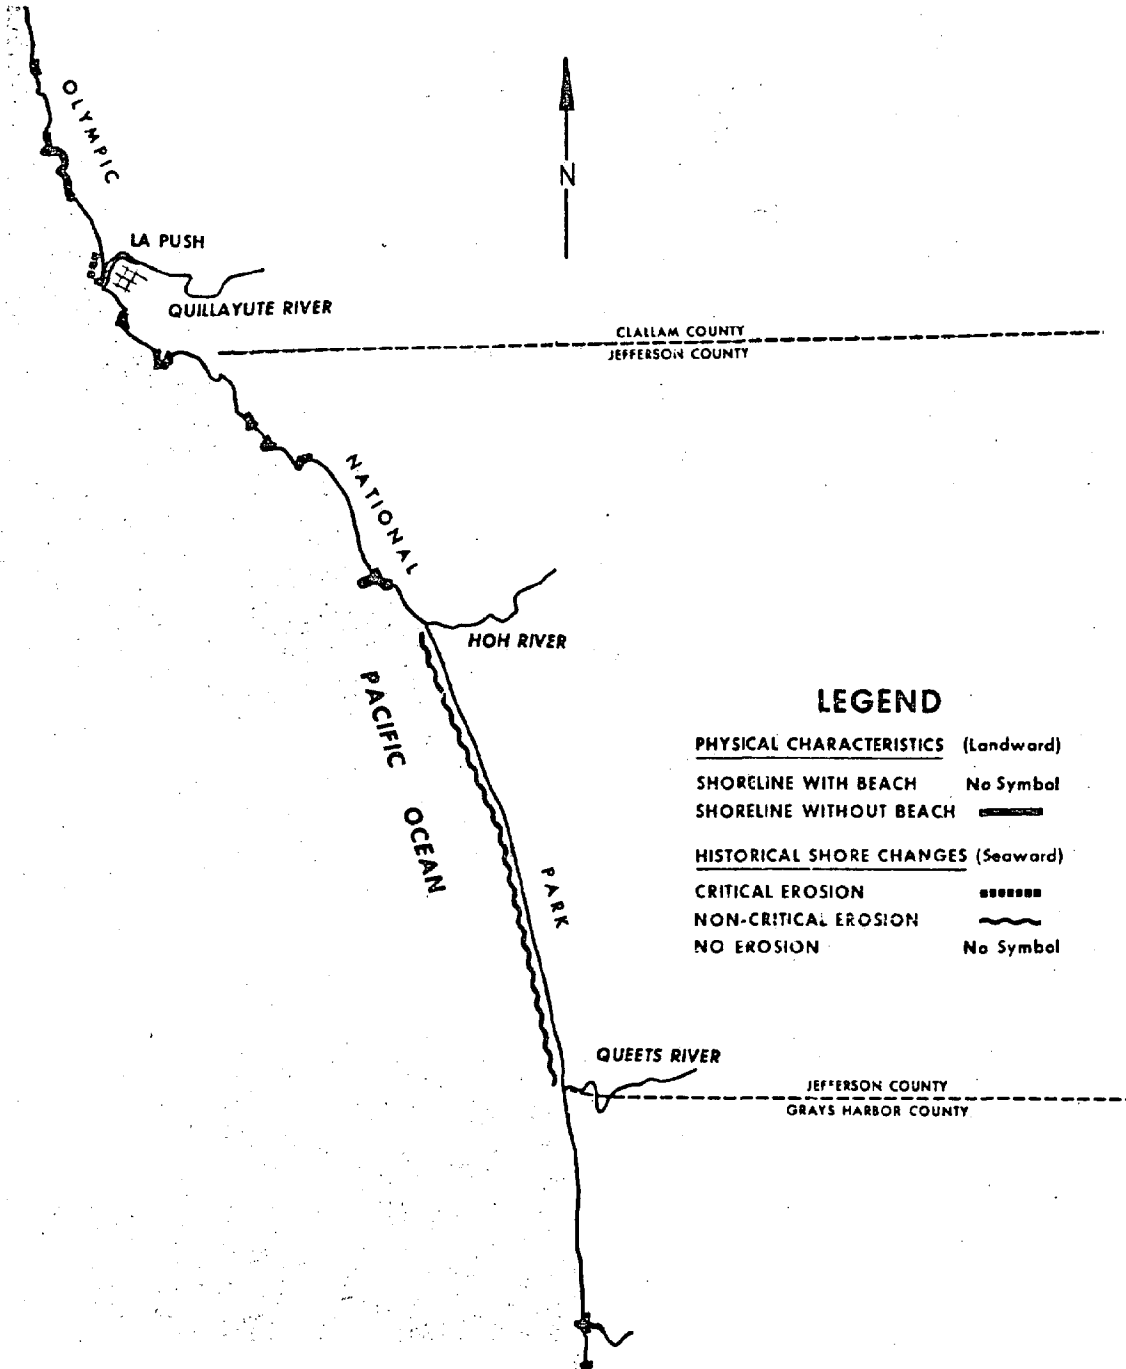 OLYMPIC
N
LA PUSH
QUILLAYUTE RIVER
CLALLAM COUNTY
JEFFERSON COUNTY
NATIONAL
HOH RIVER
PACIFIC OCEAN
LEGEND
PHYSICAL CHARACTERISTICS (Landward)
SHORELINE WITH BEACH No Symbol
SHORELINE WITHOUT BEACH
HISTORICAL SHORE CHANGES (Seaward)
CRITICAL EROSION
NON-CRITICAL EROSION
NO EROSION No Symbol
PARK
QUEETS RIVER
JEFFERSON COUNTY
GRAYS HARBOR COUNTY